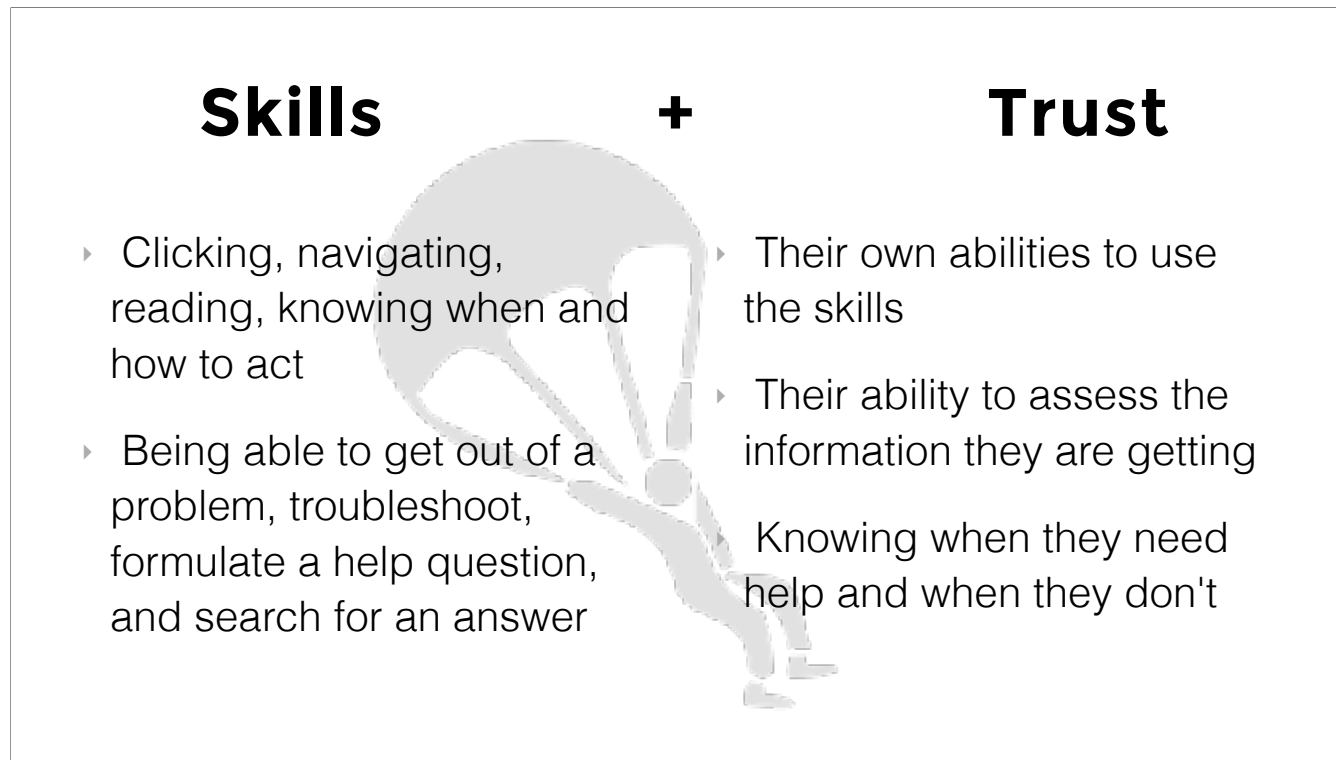 Skills + Trust
‣ Clicking, navigating,
reading, knowing when and
how to act
‣ Being able to get out of a
problem, troubleshoot,
formulate a help question,
and search for an answer
‣ Their own abilities to use
the skills
‣ Their ability to assess the
information they are getting
‣ Knowing when they need
help and when they don't